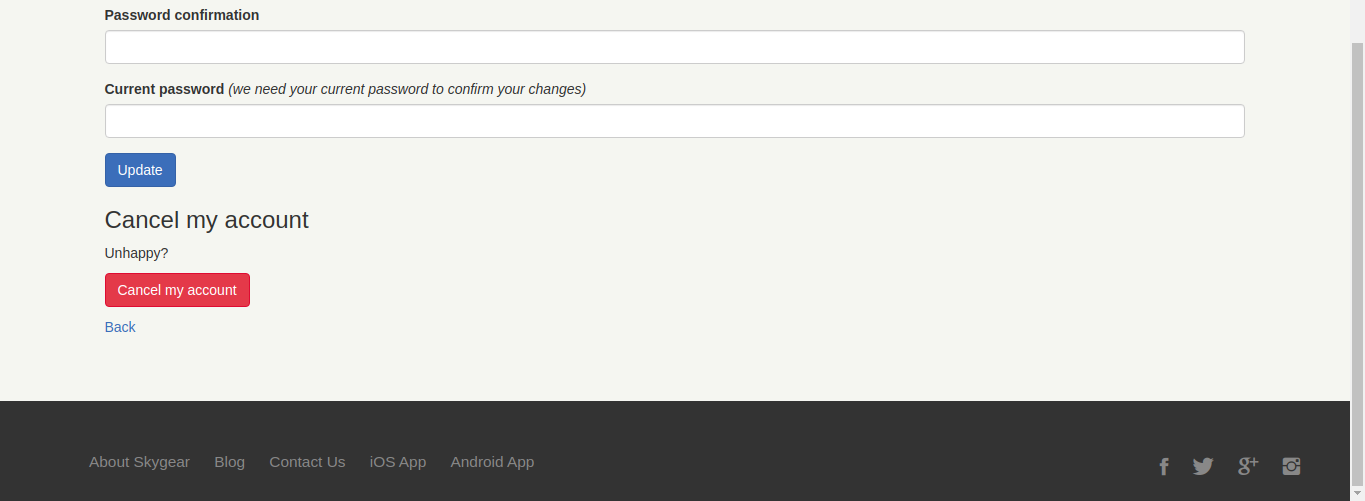 Password confirmation
Current password (we need your current password to confirm your changes)
Update
Cancel my account
Unhappy?
Cancel my account
Back
About Skygear Blog Contact Us iOS App Android App